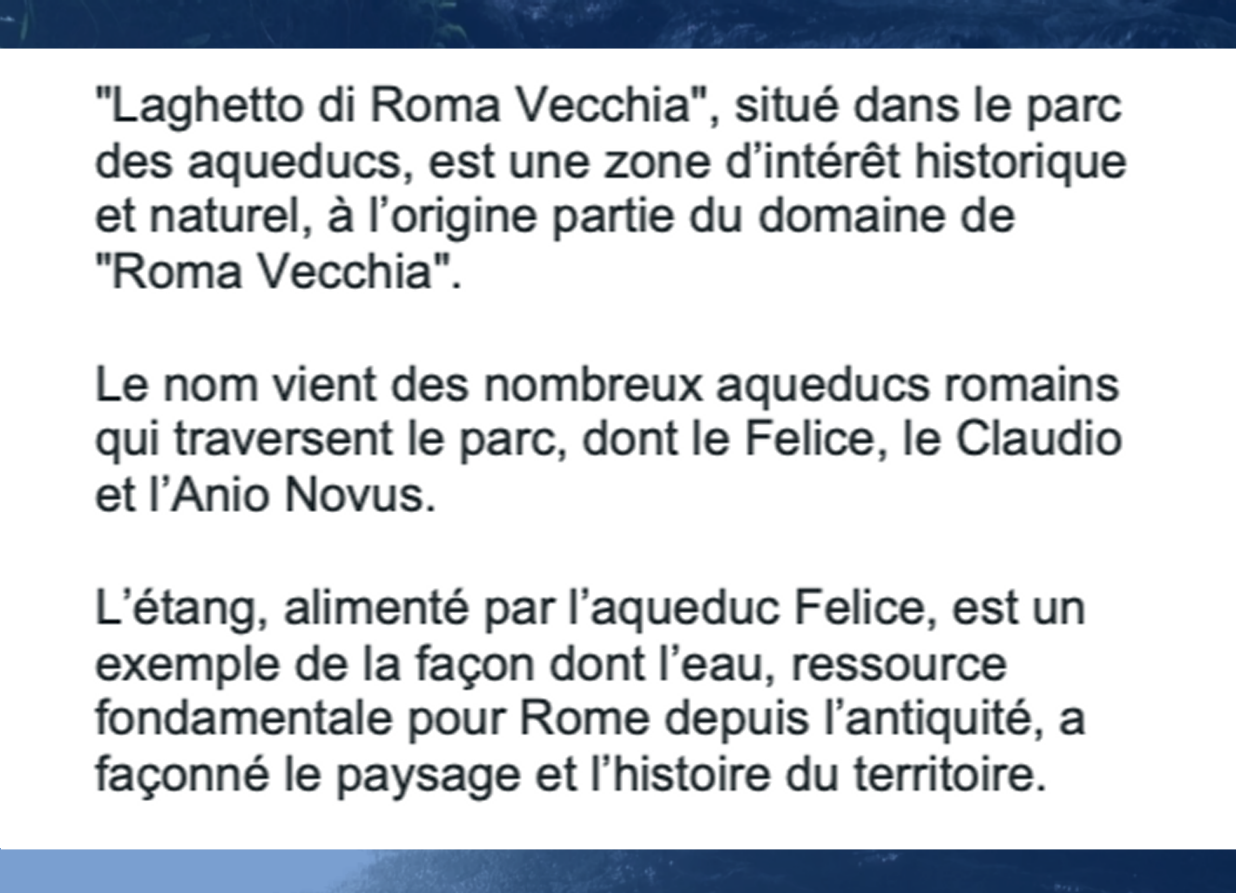 "Laghetto di Roma Vecchia", situé dans le parc
des aqueducs, est une zone d’intérêt historique
et naturel, à l’origine partie du domaine de
"Roma Vecchia".
Le nom vient des nombreux aqueducs romains
qui traversent le parc, dont le Felice, le Claudio
et l’Anio Novus.
L’étang, alimenté par l’aqueduc Felice, est un
exemple de la façon dont l’eau, ressource
fondamentale pour Rome depuis l’antiquité, a
façonné le paysage et l’histoire du territoire.